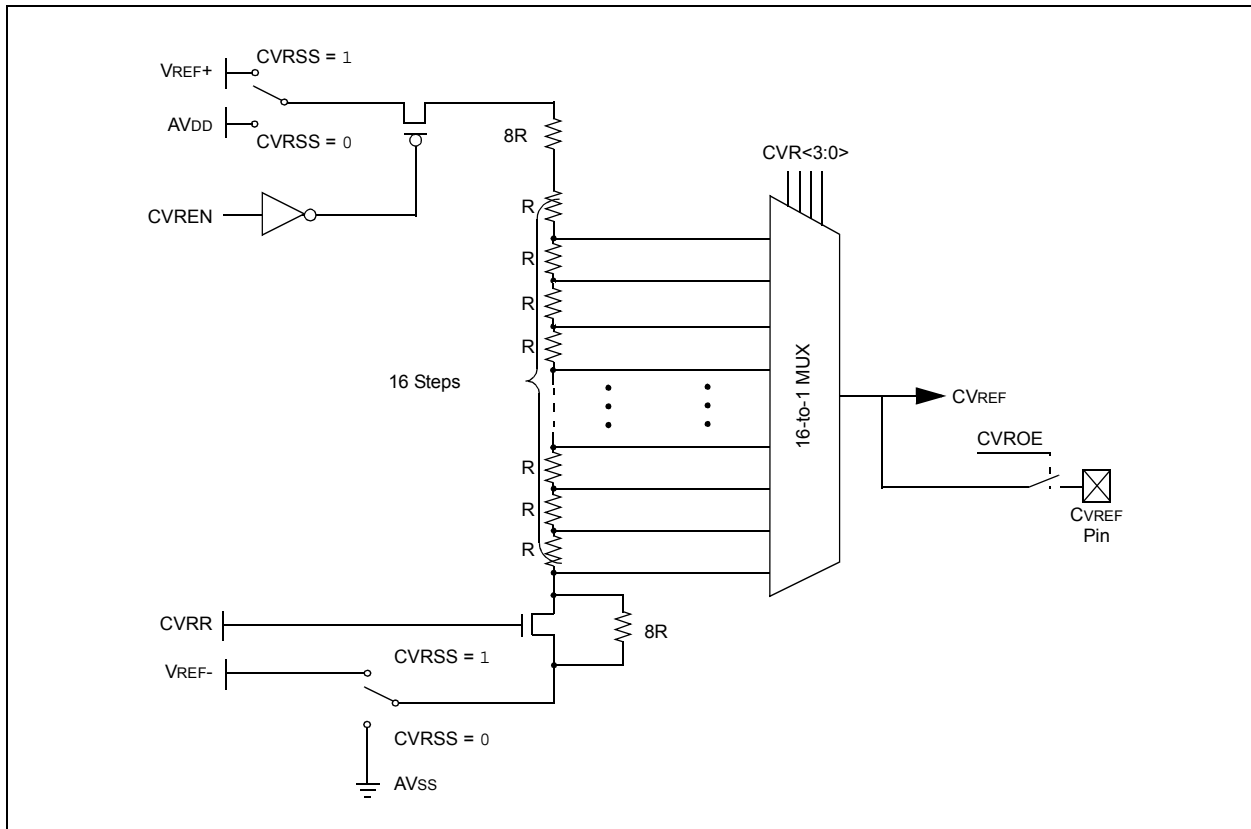 CVRSS = 1
VREF+
AVDD
CVRSS = 0
8R
CVREN
CVR<3:0>
R
R
R
R
16 Steps
16-to-1 MUX
CVREF
CVROE
R
R
R
CVREF
Pin
CVRR
8R
CVRSS = 1
VREF-
CVRSS = 0
AVSS